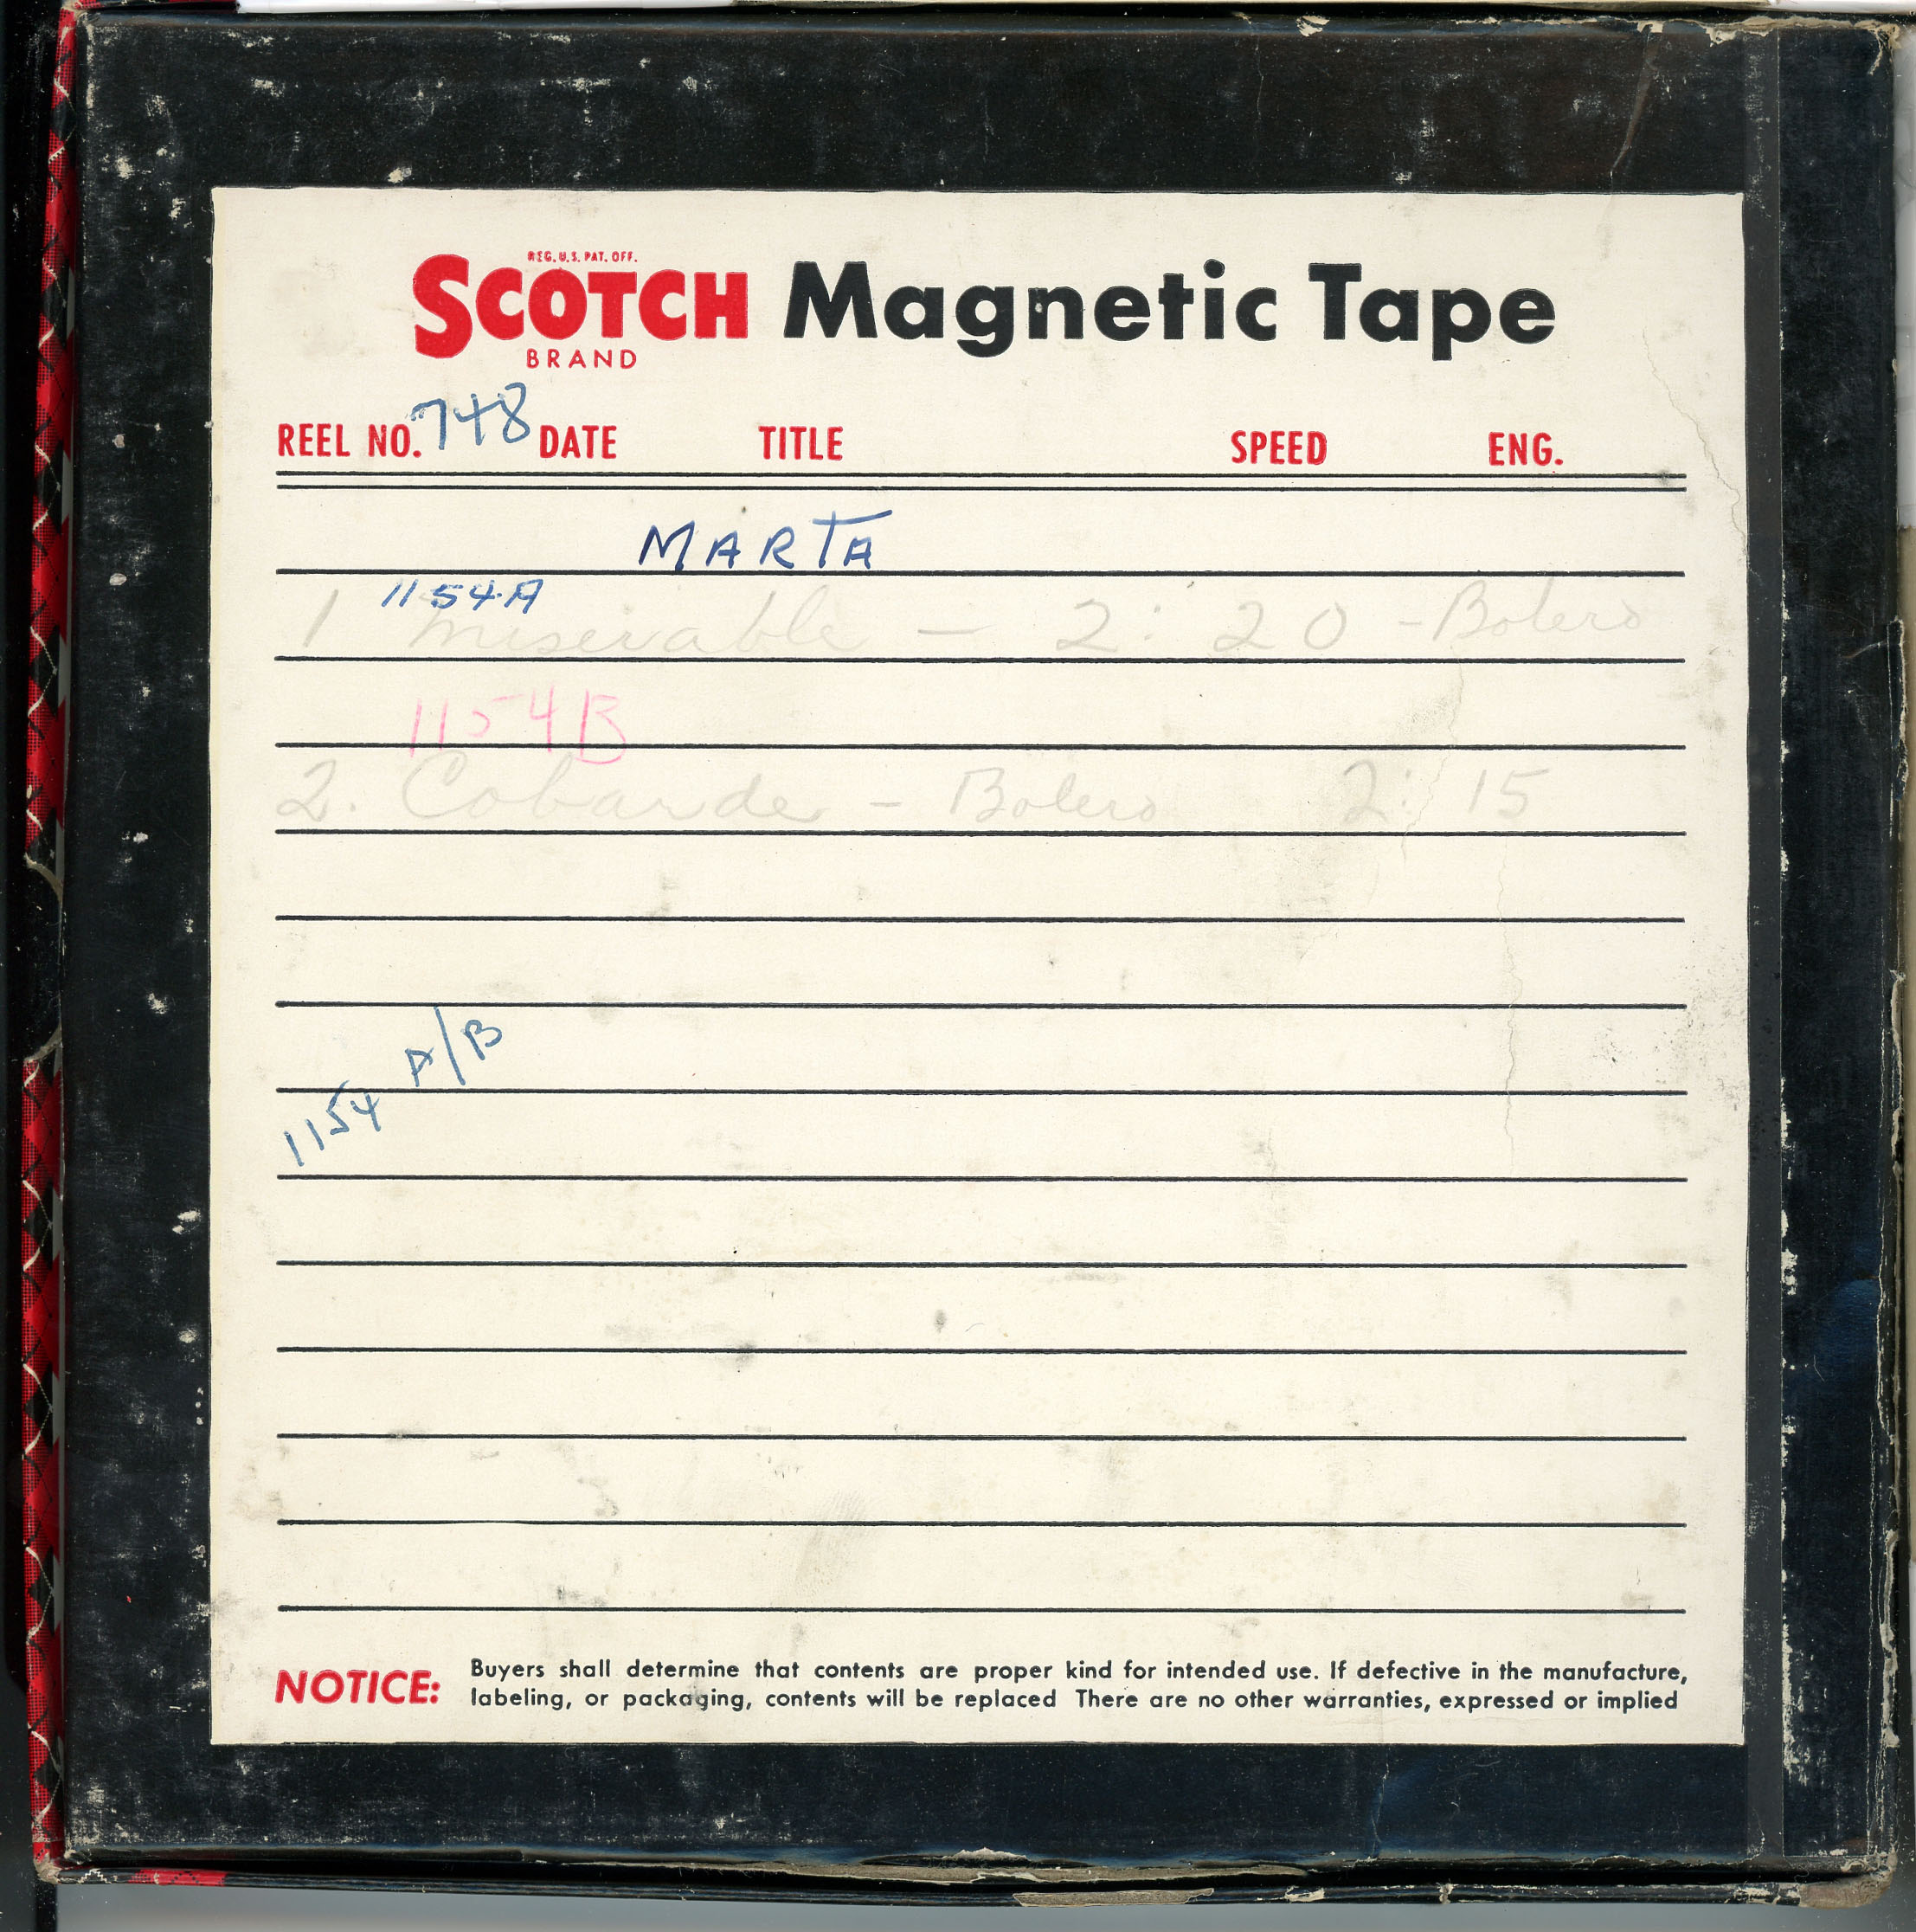 REG. U.S. PAT. OFF.
SCOTCH Magnetic Tape
BRAND
REEL NO. 748 DATE TITLE SPEED ENG.
MARTA
1154A
1 Miserable — 2:20 - Bolero
1154B
2. Cobarde - Bolero 2:15
1154 A/B
NOTICE: Buyers shall determine that contents are proper kind for intended use. If defective in the manufacture,
labeling, or packaging, contents will be replaced There are no other warranties, expressed or implied